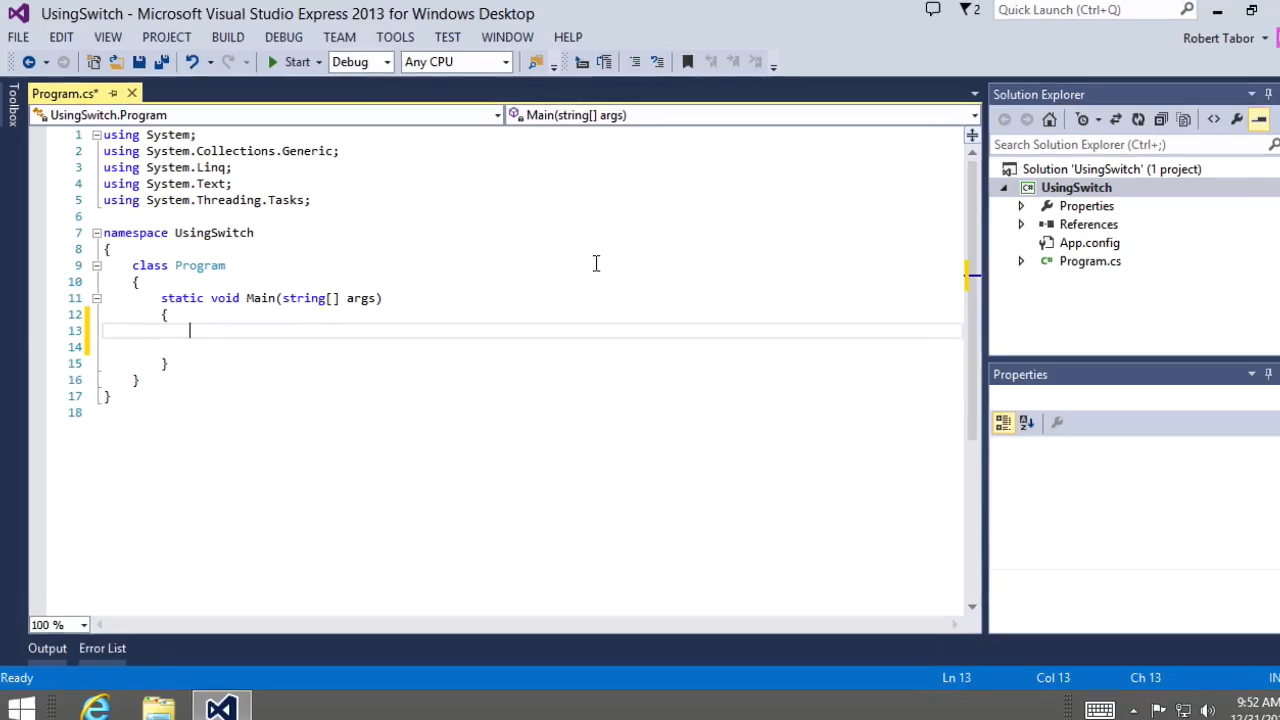 UsingSwitch - Microsoft Visual Studio Express 2013 for Windows Desktop
2
Quick Launch (Ctrl+Q)
FILE EDIT VIEW PROJECT BUILD DEBUG TEAM TOOLS TEST WINDOW HELP
Robert Tabor
Start Debug Any CPU
Toolbox
Program.cs*
UsingSwitch.Program
Main(string[] args)
1 using System;
2 using System.Collections.Generic;
3 using System.Linq;
4 using System.Text;
5 using System.Threading.Tasks;
6
7 namespace UsingSwitch
8 {
9 class Program
10 {
11 static void Main(string[] args)
12 {
13
14
15 }
16 }
17 }
18
100 %
Solution Explorer
Search Solution Explorer (Ctrl+;)
Solution 'UsingSwitch' (1 project)
UsingSwitch
Properties
References
App.config
Program.cs
Properties
Output Error List
Ready Ln 13 Col 13 Ch 13 IN
9:52 AM